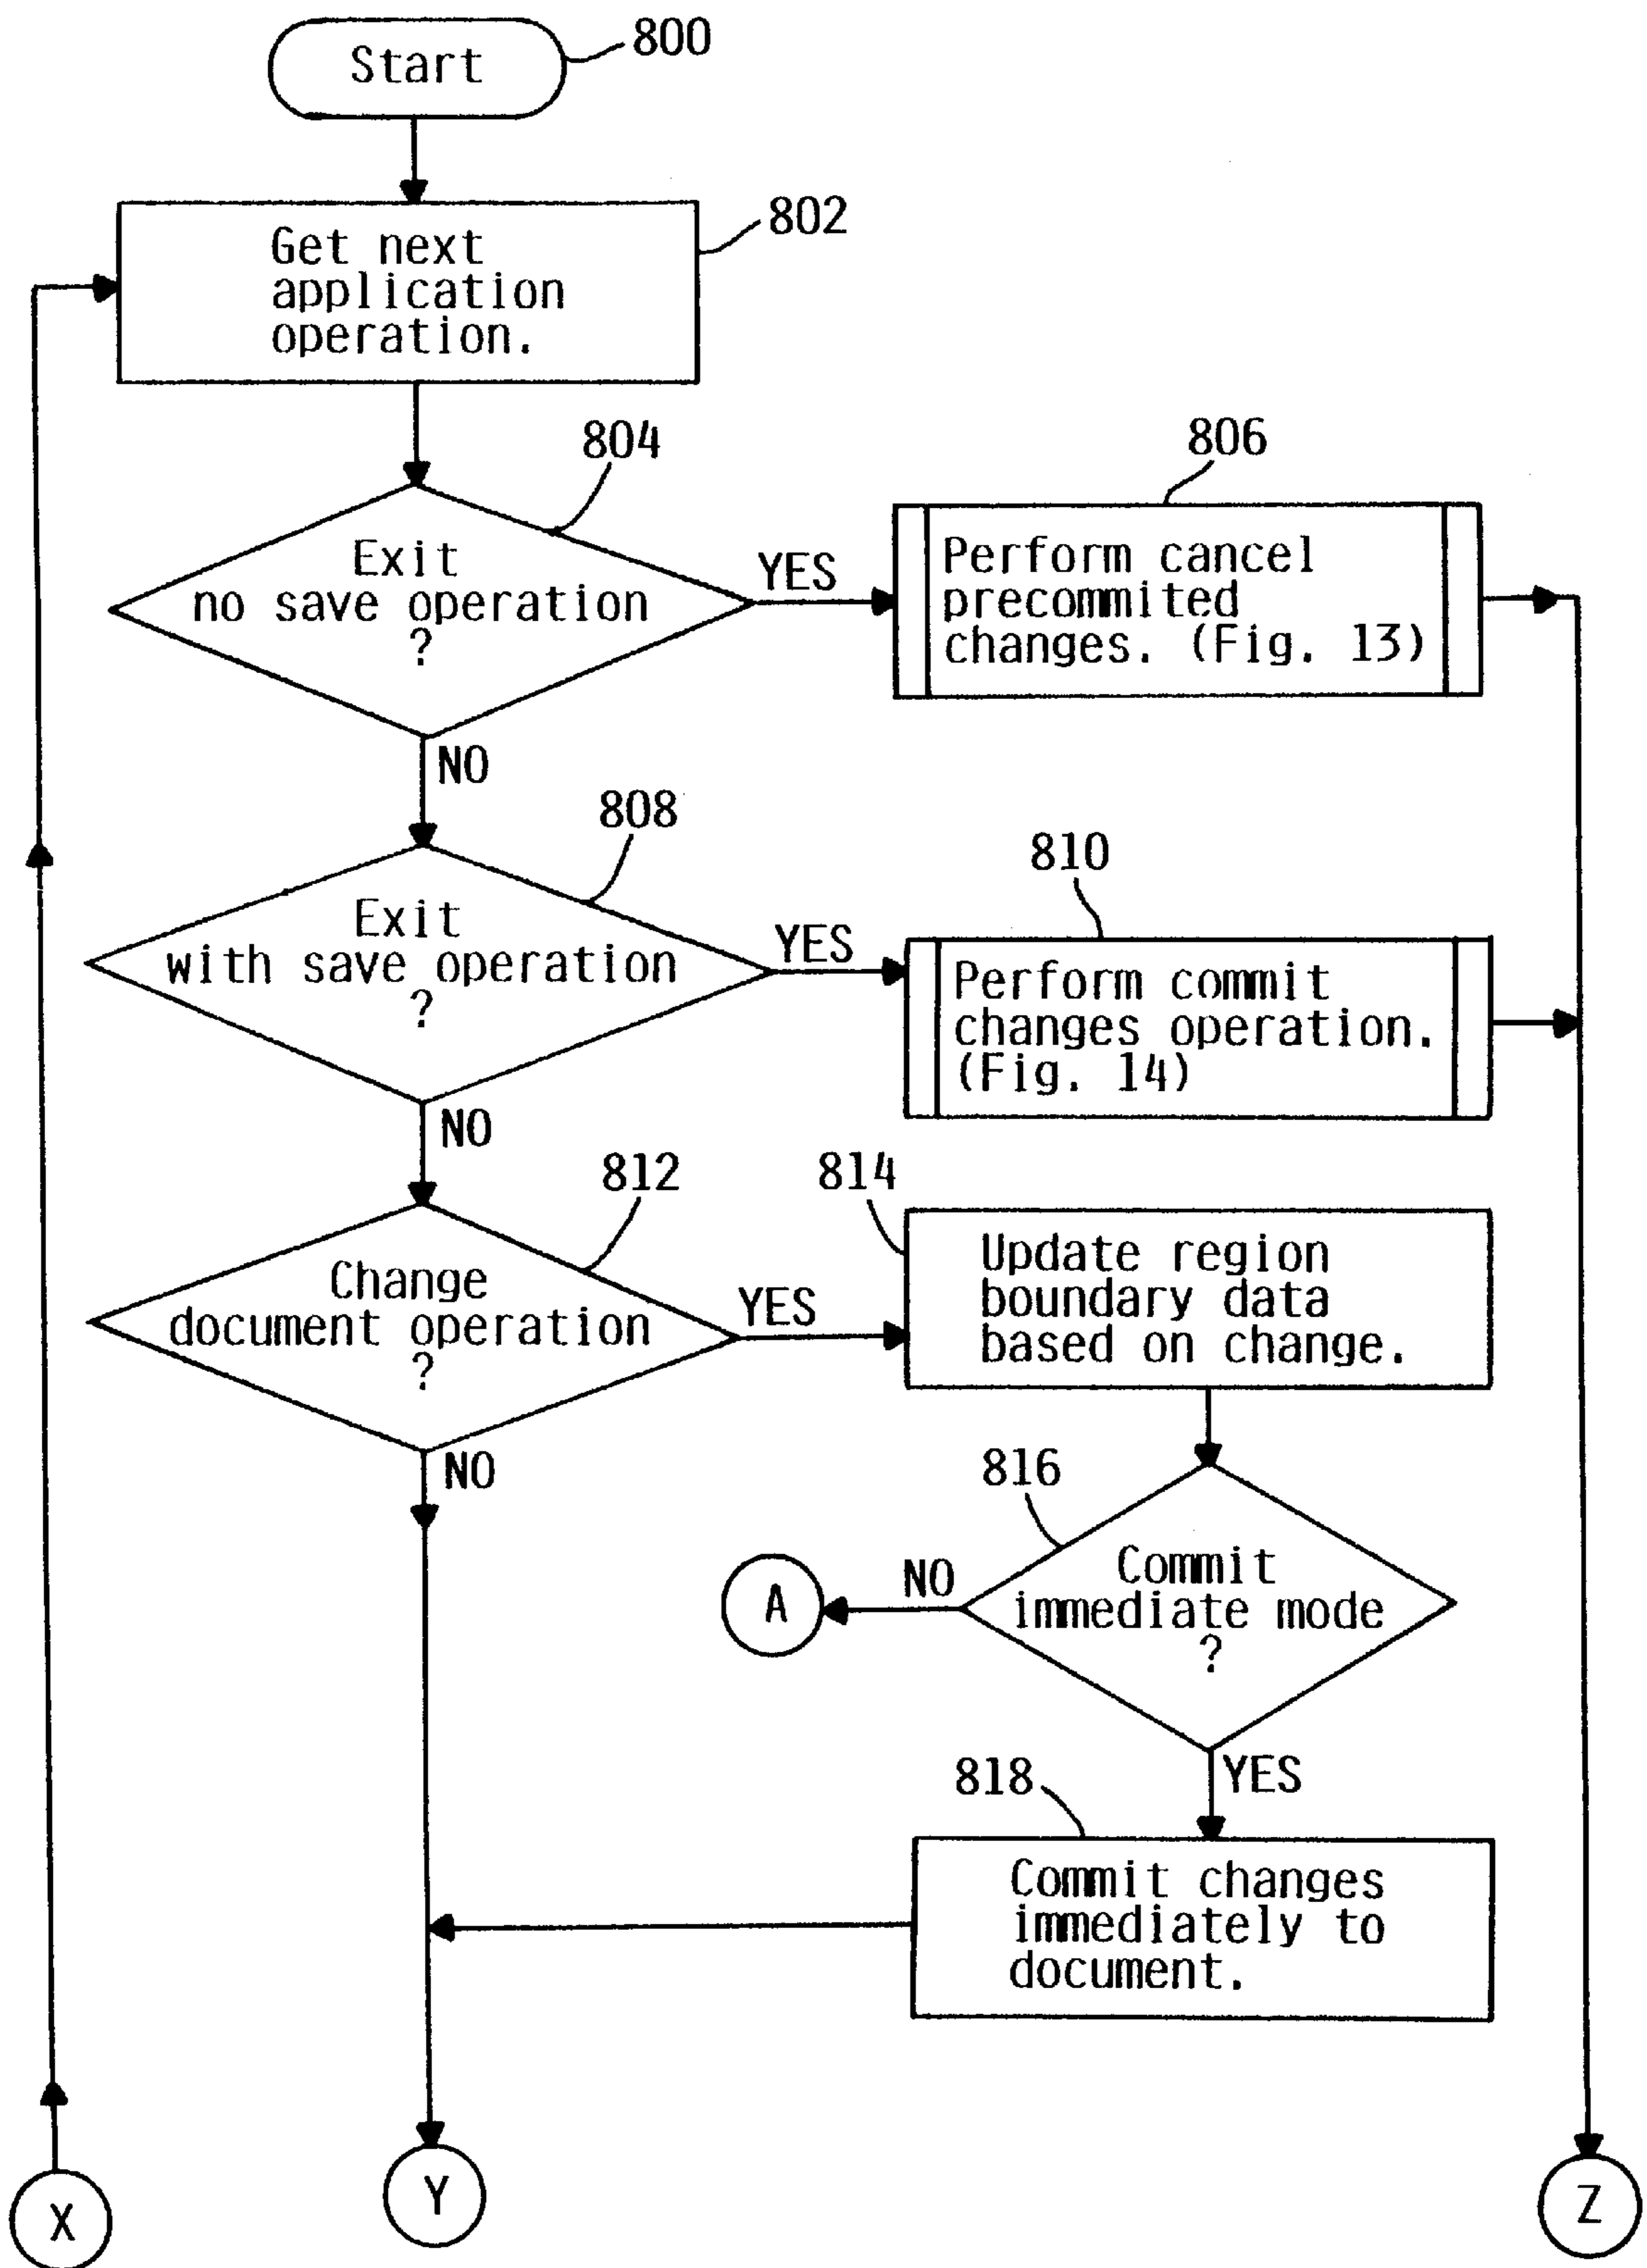 Start
800
Get next
application
operation.
802
804
Exit
no save operation
?
YES
806
Perform cancel
precommited
changes. (Fig. 13)
NO
808
Exit
with save operation
?
YES
810
Perform commit
changes operation.
(Fig. 14)
NO
812
Change
document operation
?
YES
814
Update region
boundary data
based on change.
NO
816
Commit
immediate mode
?
NO
A
YES
818
Commit changes
immediately to
document.
X
Y
Z